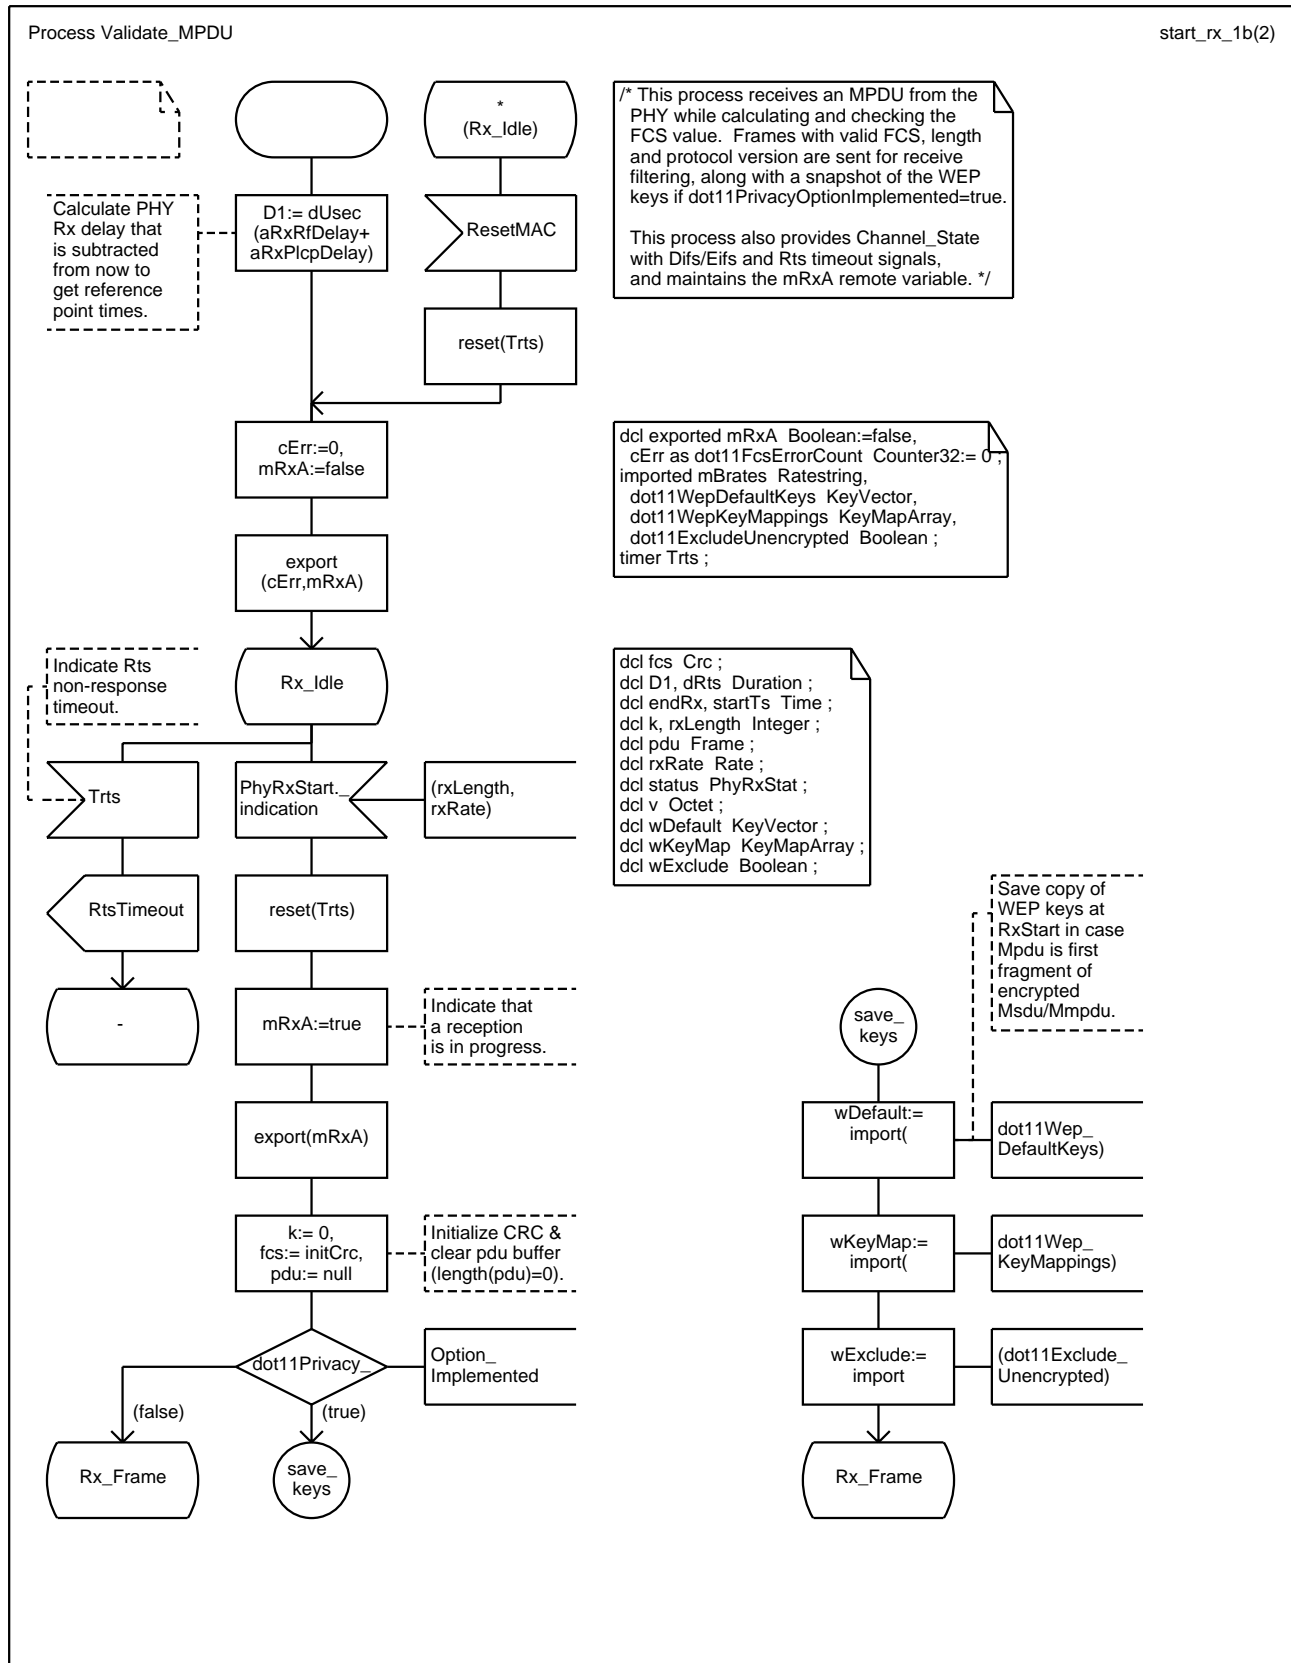 Process Validate_MPDU
start_rx_1b(2)
*
(Rx_Idle)
/* This process receives an MPDU from the
PHY while calculating and checking the
FCS value.  Frames with valid FCS, length
and protocol version are sent for receive
filtering, along with a snapshot of the WEP
keys if dot11PrivacyOptionImplemented=true.
This process also provides Channel_State
with Difs/Eifs and Rts timeout signals,
and maintains the mRxA remote variable. */
Calculate PHY
Rx delay that
is subtracted
from now to
get reference
point times.
D1:= dUsec
(aRxRfDelay+
aRxPlcpDelay)
ResetMAC
reset(Trts)
cErr:=0,
mRxA:=false
dcl exported mRxA  Boolean:=false,
cErr as dot11FcsErrorCount  Counter32:= 0 ;
imported mBrates  Ratestring,
dot11WepDefaultKeys  KeyVector,
dot11WepKeyMappings  KeyMapArray,
dot11ExcludeUnencrypted  Boolean ;
timer Trts ;
export
(cErr,mRxA)
Indicate Rts
non-response
timeout.
Rx_Idle
dcl fcs  Crc ;
dcl D1, dRts  Duration ;
dcl endRx, startTs  Time ;
dcl k, rxLength  Integer ;
dcl pdu  Frame ;
dcl rxRate  Rate ;
dcl status  PhyRxStat ;
dcl v  Octet ;
dcl wDefault  KeyVector ;
dcl wKeyMap  KeyMapArray ;
dcl wExclude  Boolean ;
Trts
PhyRxStart._
indication
(rxLength,
rxRate)
RtsTimeout
reset(Trts)
Save copy of
WEP keys at
RxStart in case
Mpdu is first
fragment of
encrypted
Msdu/Mmpdu.
-
mRxA:=true
Indicate that
a reception
is in progress.
save_
keys
export(mRxA)
wDefault:=
import(
dot11Wep_
DefaultKeys)
k:= 0,
fcs:= initCrc,
pdu:= null
Initialize CRC &
clear pdu buffer
(length(pdu)=0).
wKeyMap:=
import(
dot11Wep_
KeyMappings)
dot11Privacy_
Option_
Implemented
wExclude:=
import
(dot11Exclude_
Unencrypted)
(false)
(true)
Rx_Frame
save_
keys
Rx_Frame